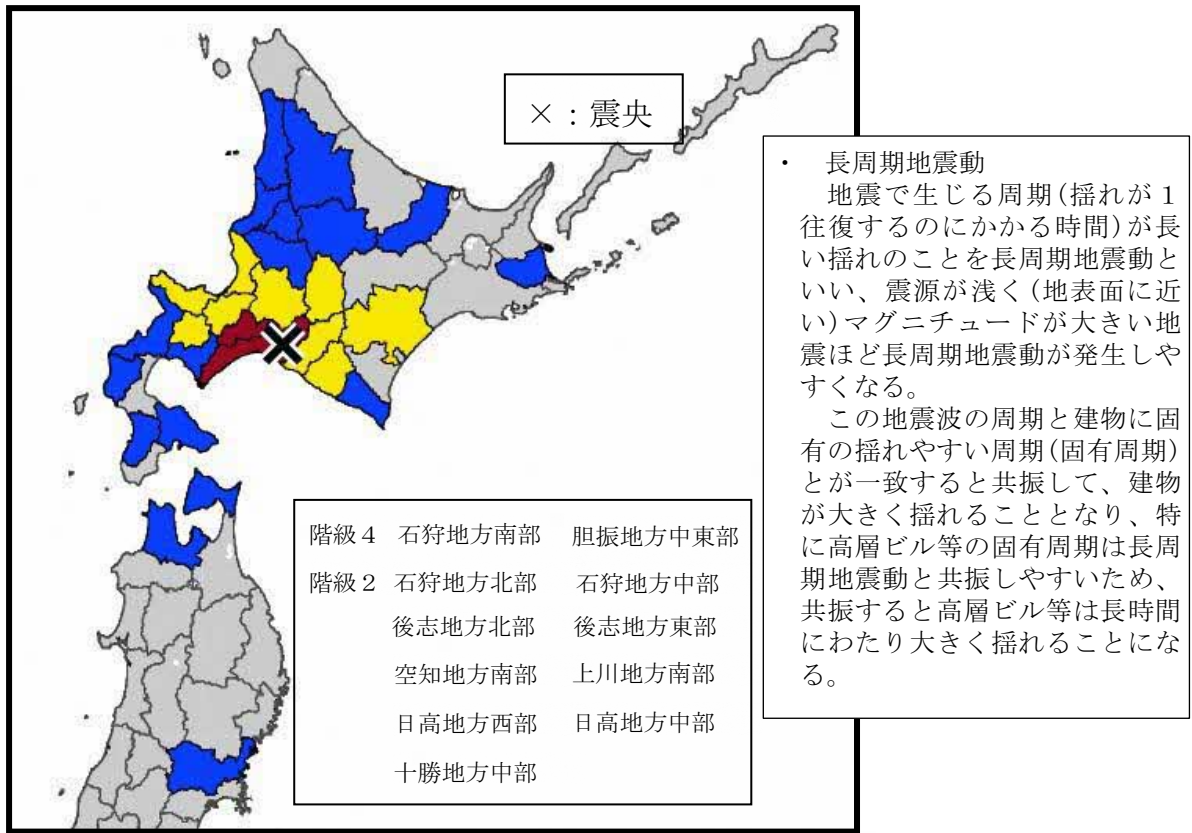 ×:震央
・ 長周期地震動
地震で生じる周期(揺れが１
往復するのにかかる時間)が長
い揺れのことを長周期地震動と
いい、震源が浅く(地表面に近
い)マグニチュードが大きい地
震ほど長周期地震動が発生しや
すくなる。
この地震波の周期と建物に固
有の揺れやすい周期(固有周期)
とが一致すると共振して、建物
が大きく揺れることとなり、特
に高層ビル等の固有周期は長周
期地震動と共振しやすいため、
共振すると高層ビル等は長時間
にわたり大きく揺れることにな
る。
階級４ 石狩地方南部 胆振地方中東部
階級２ 石狩地方北部 石狩地方中部
後志地方北部 後志地方東部
空知地方南部 上川地方南部
日高地方西部 日高地方中部
十勝地方中部